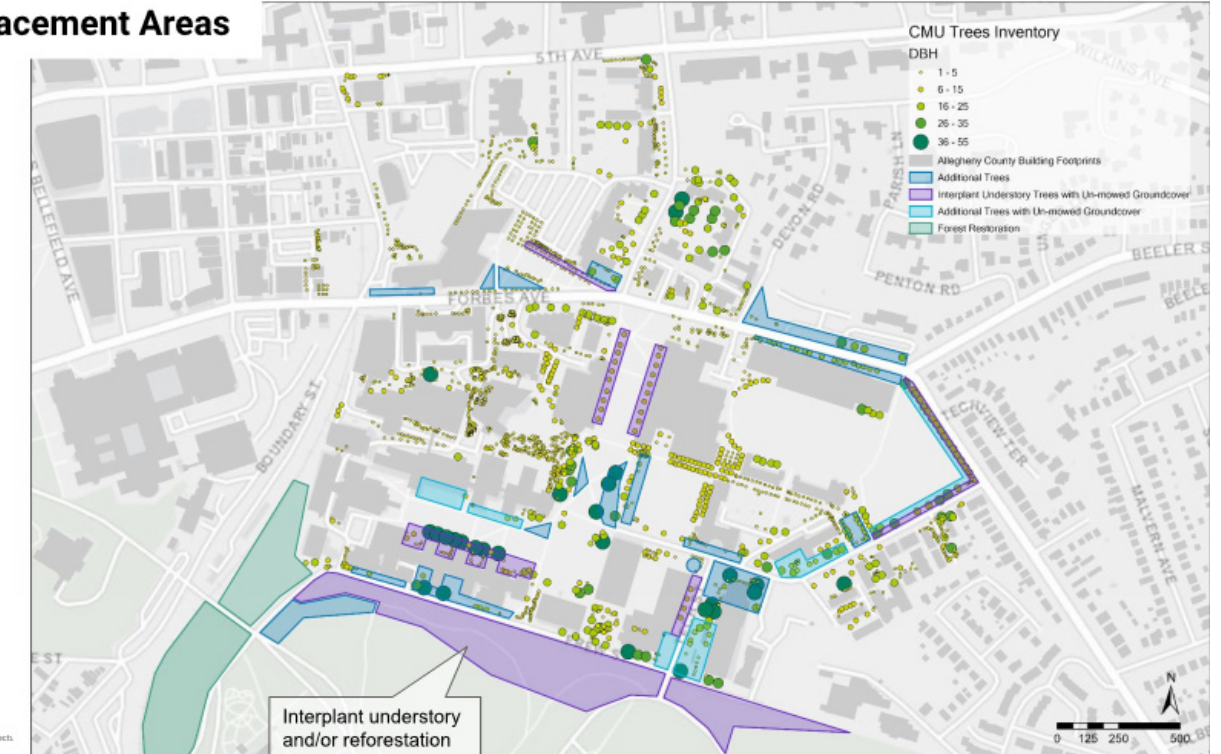 acement Areas
CMU Trees Inventory
DBH
1 - 5
6 - 15
16 - 25
26 - 35
36 - 55
Allegheny County Building Footprints
Additional Trees
Interplant Understory Trees with Un-mowed Groundcover
Additional Trees with Un-mowed Groundcover
Forest Restoration
5TH AVE
WILKINS AVE
S BELLEFIELD AVE
PARISH LN
DEVON RD
BEELER S
PENTON RD
BEELE
FORBES AVE
BOUNDARY ST
TECHVIEW TER
MALVERN AVE
E ST
Interplant understory
and/or reforestation
N
0 125 250 500